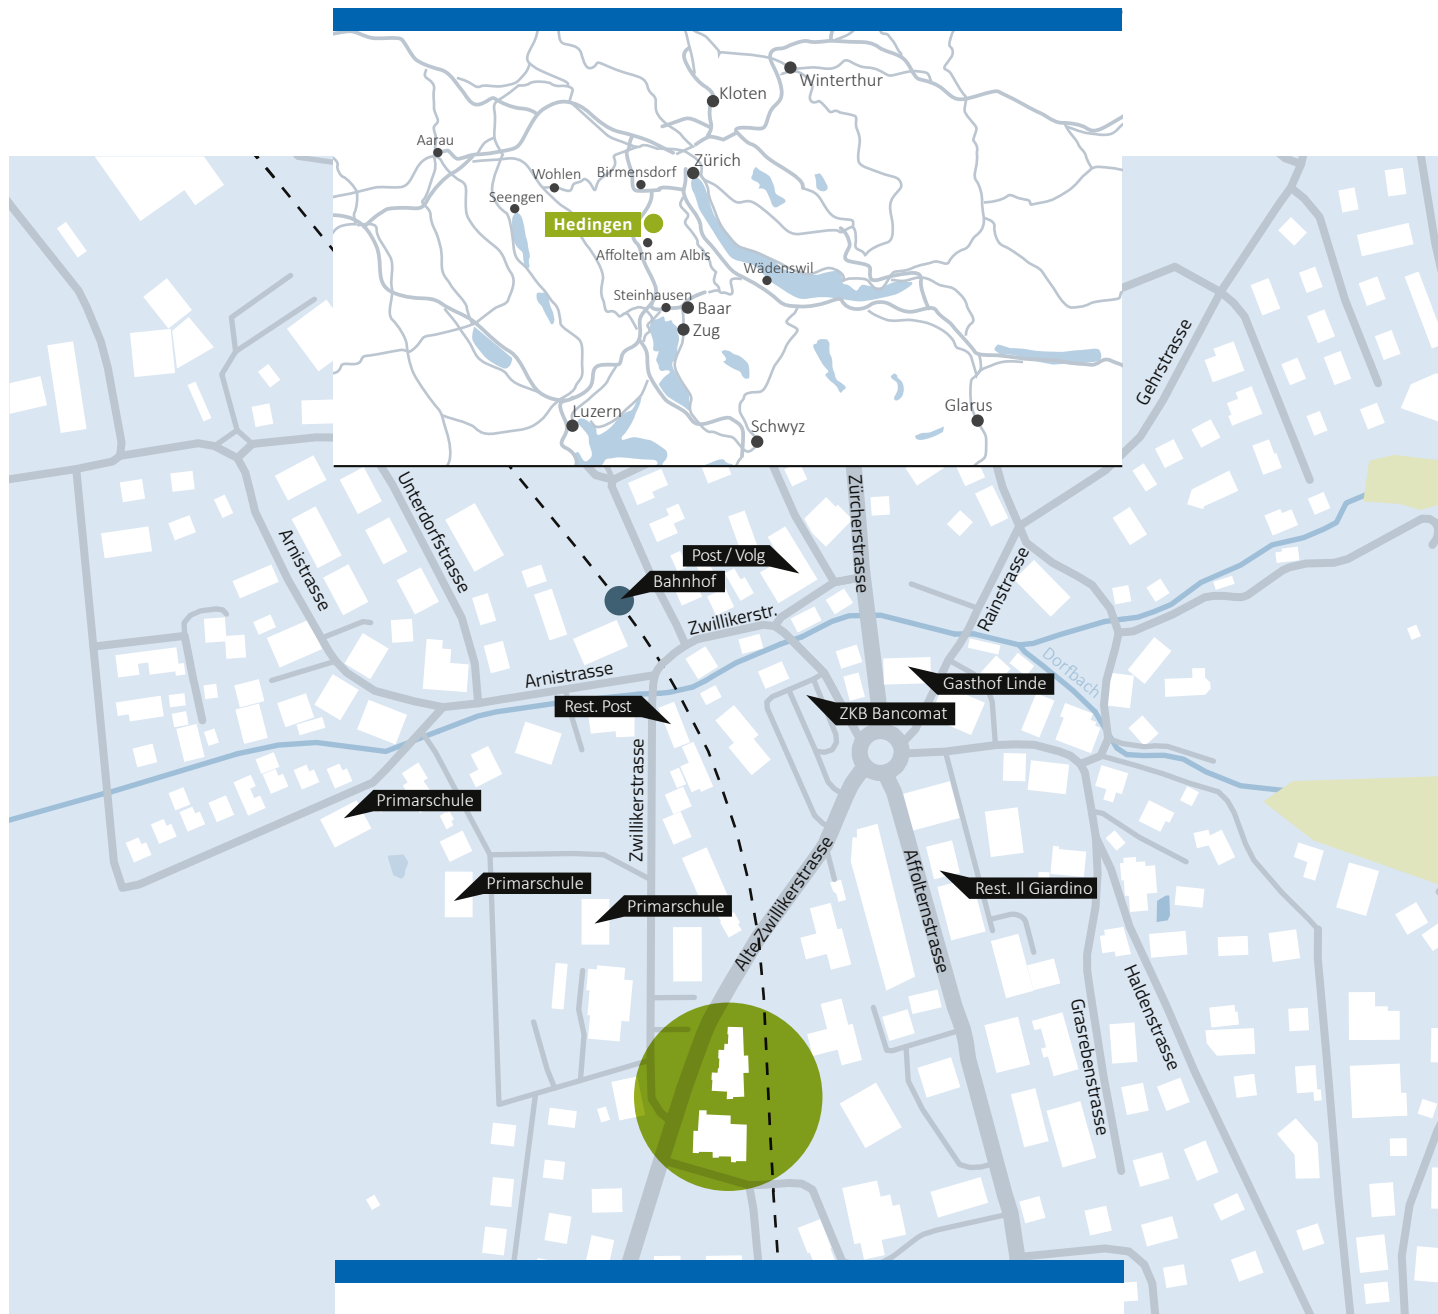 Winterthur
Kloten
Aarau
Zürich
Wohlen
Birmensdorf
Seengen
Hedingen
Affoltern am Albis
Wädenswil
Steinhausen
Baar
Zug
Luzern
Glarus
Schwyz
Gehrstrasse
Unterdorfstrasse
Zürcherstrasse
Arnistrasse
Post / Volg
Bahnhof
Rainstrasse
Zwillikerstr.
Dorfbach
Arnistrasse
Gasthof Linde
Rest. Post
ZKB Bancomat
Zwillikerstrasse
Primarschule
Primarschule
Primarschule
Alte Zwillikerstrasse
Affolternstrasse
Rest. Il Giardino
Haldenstrasse
Grasrebenstrasse